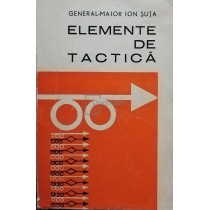 GENERAL-MAIOR ION ȘUȚA
ELEMENTE
DE
TACTICĂ